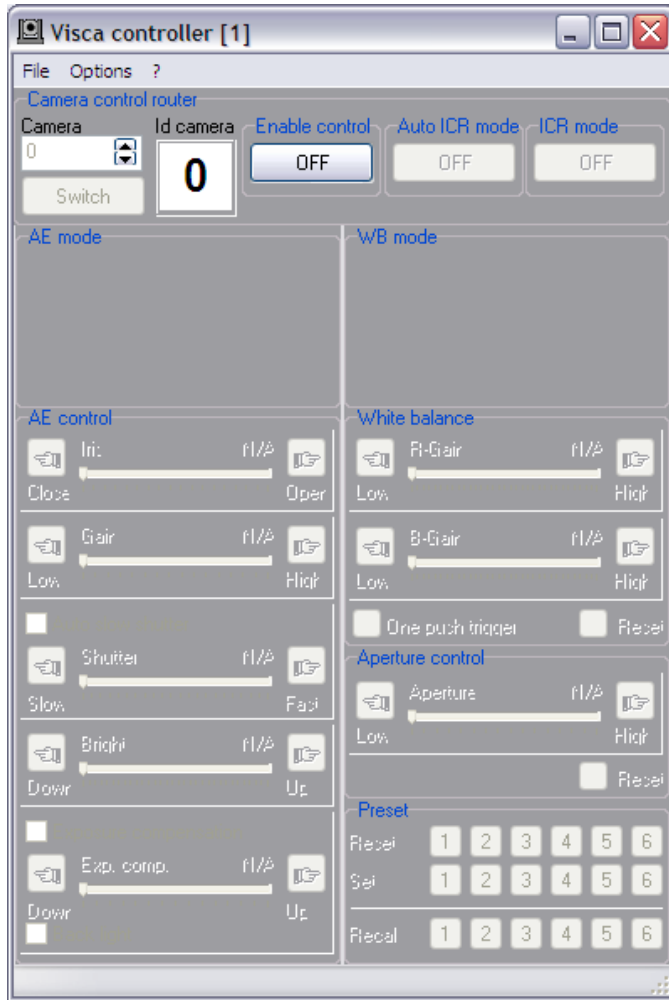 Visca controller [1]
File Options ?
Camera control router
Camera Id camera Enable control Auto ICR mode ICR mode
0 0 OFF OFF OFF
Switch
AE mode WB mode
AE control White balance
Iris n/a R-Gain n/a
Close Open Low High
Gain n/a B-Gain n/a
Low High Low High
One push trigger Reset
Shutter n/a Aperture control
Slow Fast Aperture n/a
Low High
Bright n/a
Down Up Reset
Preset
Reset 1 2 3 4 5 6
Exp. comp. n/a Set 1 2 3 4 5 6
Down Up
Recal 1 2 3 4 5 6